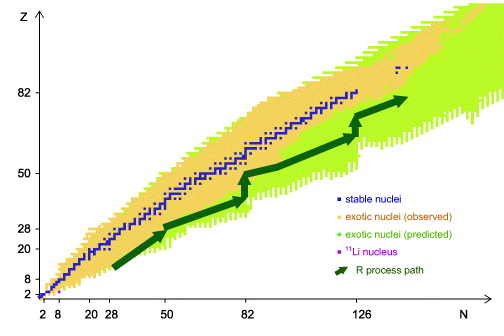 Z
82
50
28
20
8
2
stable nuclei
exotic nuclei (observed)
exotic nuclei (predicted)
¹¹Li nucleus
R process path
2 8 20 28 50 82 126 N